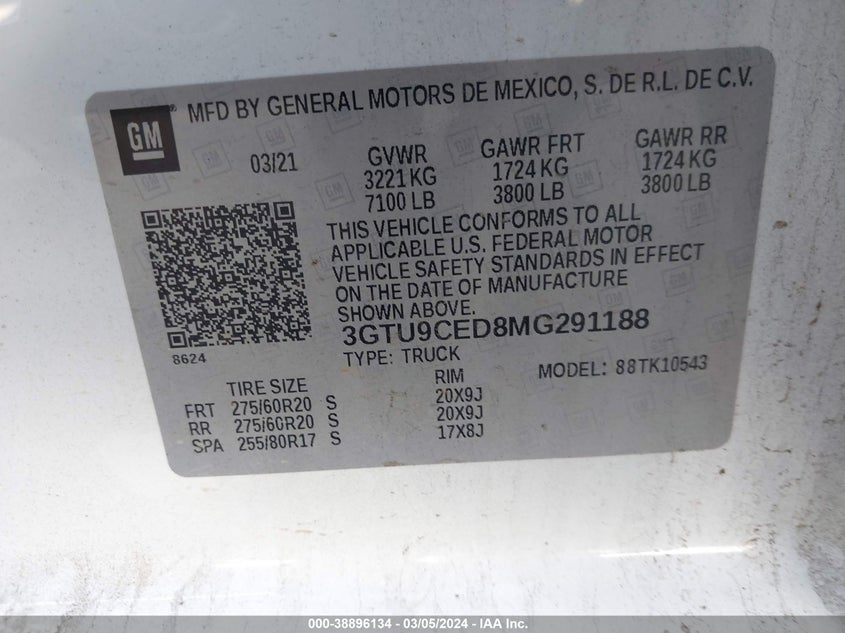 GM
MFD BY GENERAL MOTORS DE MEXICO, S. DE R.L. DE C.V.
03/21 GVWR GAWR FRT GAWR RR
3221 KG 1724 KG 1724 KG
7100 LB 3800 LB 3800 LB
THIS VEHICLE CONFORMS TO ALL
APPLICABLE U.S. FEDERAL MOTOR
VEHICLE SAFETY STANDARDS IN EFFECT
ON THE DATE OF MANUFACTURE
SHOWN ABOVE.
3GTU9CED8MG291188
8624
TYPE: TRUCK
MODEL: 88TK10543
TIRE SIZE RIM
FRT 275/60R20 S 20X9J
RR 275/60R20 S 20X9J
SPA 255/80R17 S 17X8J
000-38896134 - 03/05/2024 - IAA Inc.